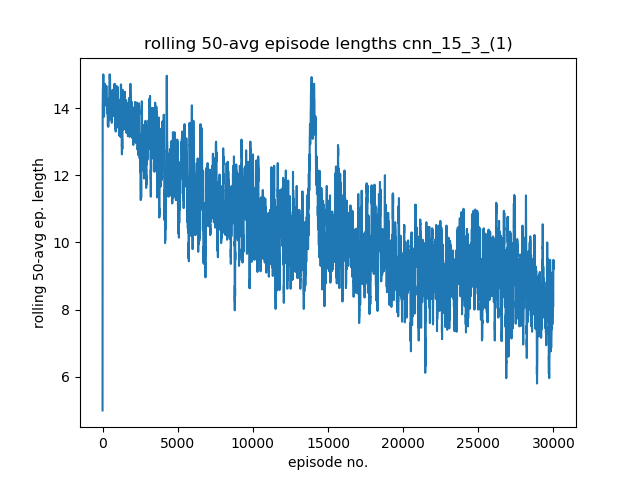 rolling 50-avg episode lengths cnn_15_3_(1)
rolling 50-avg ep. length
14
12
10
8
6
0 5000 10000 15000 20000 25000 30000
episode no.